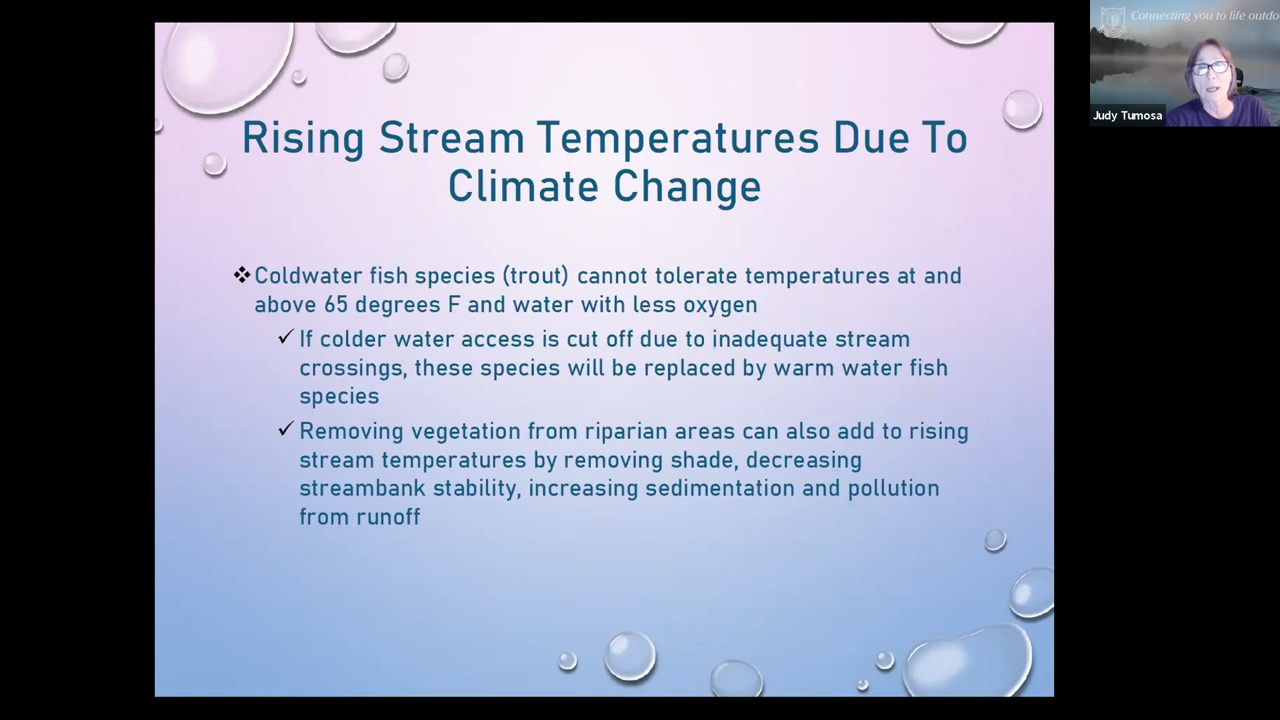 Connecting you to life outdo
Judy Tumosa
Rising Stream Temperatures Due To
Climate Change
❖Coldwater fish species (trout) cannot tolerate temperatures at and
above 65 degrees F and water with less oxygen
✓If colder water access is cut off due to inadequate stream
crossings, these species will be replaced by warm water fish
species
✓Removing vegetation from riparian areas can also add to rising
stream temperatures by removing shade, decreasing
streambank stability, increasing sedimentation and pollution
from runoff